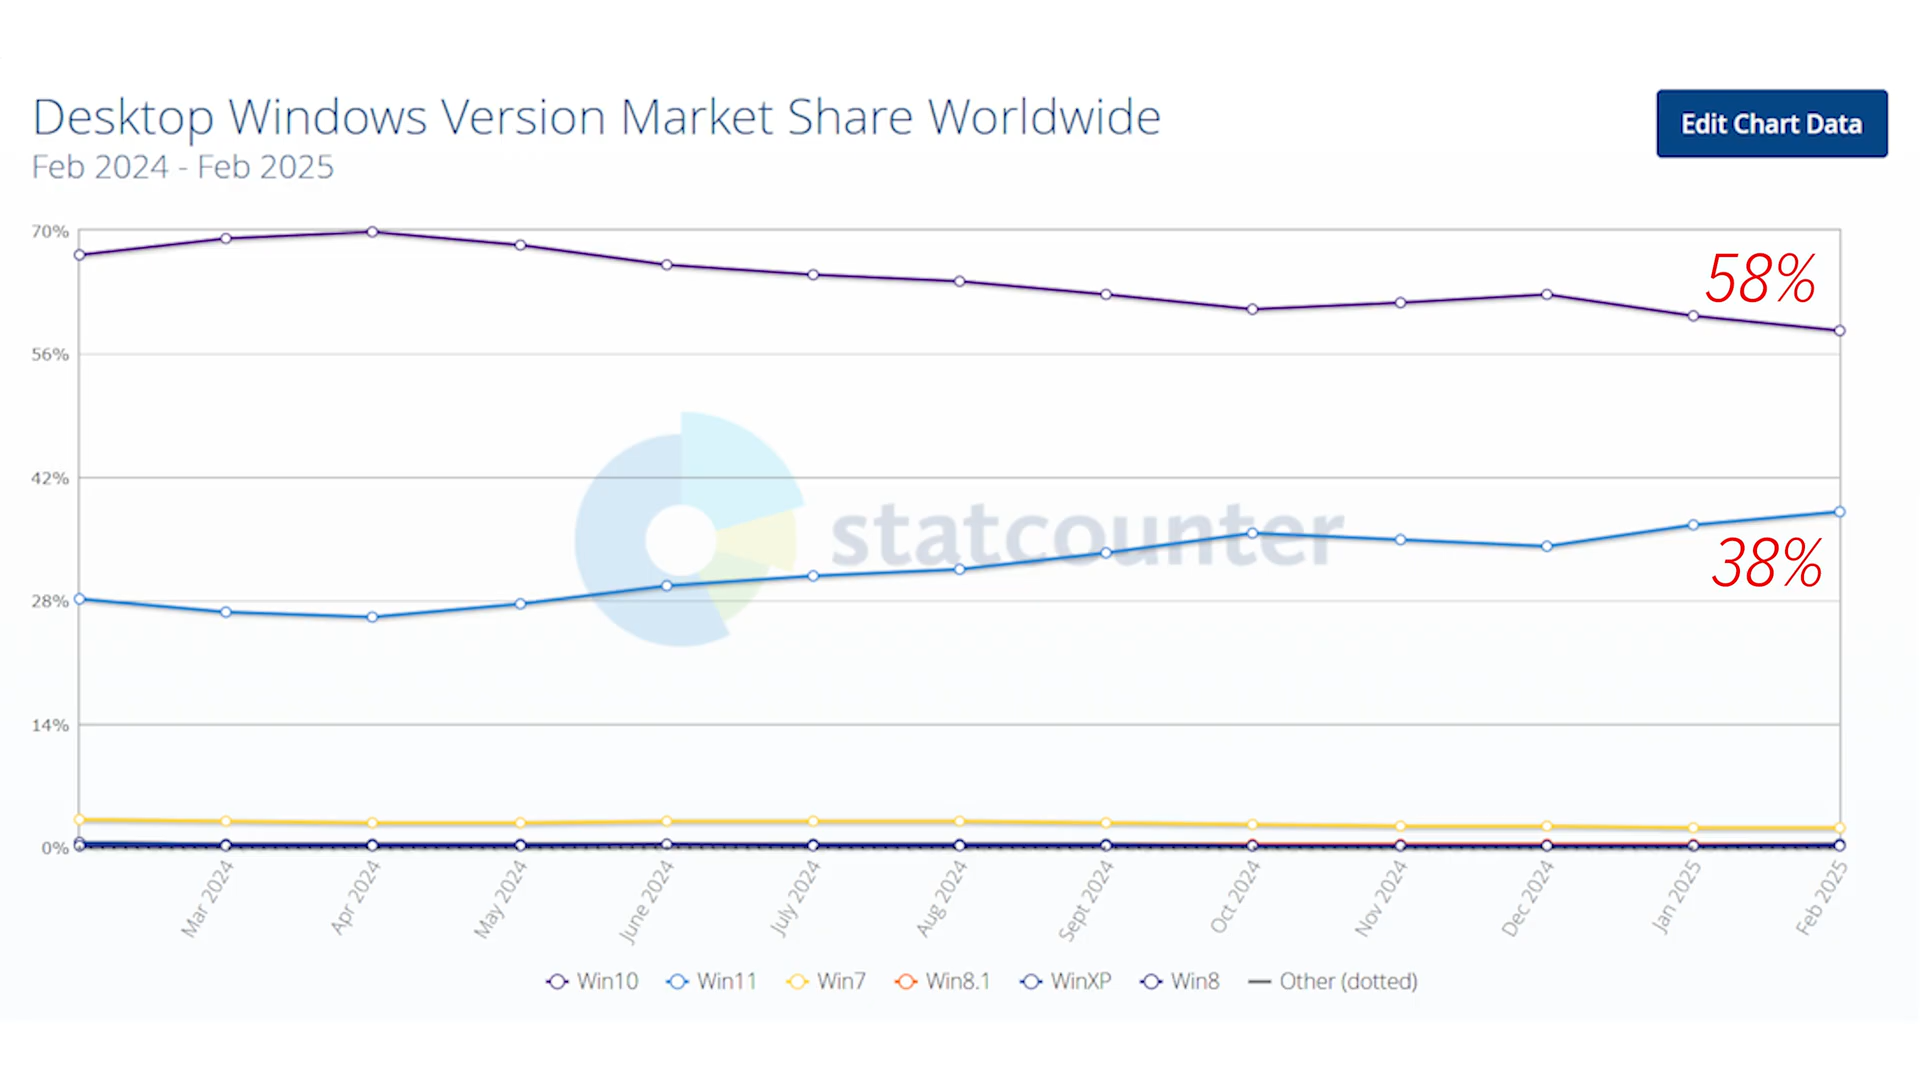 Desktop Windows Version Market Share Worldwide
Edit Chart Data
Feb 2024 - Feb 2025
70%
58%
56%
42%
statcounter
38%
28%
14%
0%
Mar 2024
Apr 2024
May 2024
June 2024
July 2024
Aug 2024
Sept 2024
Oct 2024
Nov 2024
Dec 2024
Jan 2025
Feb 2025
Win10 Win11 Win7 Win8.1 WinXP Win8 Other (dotted)